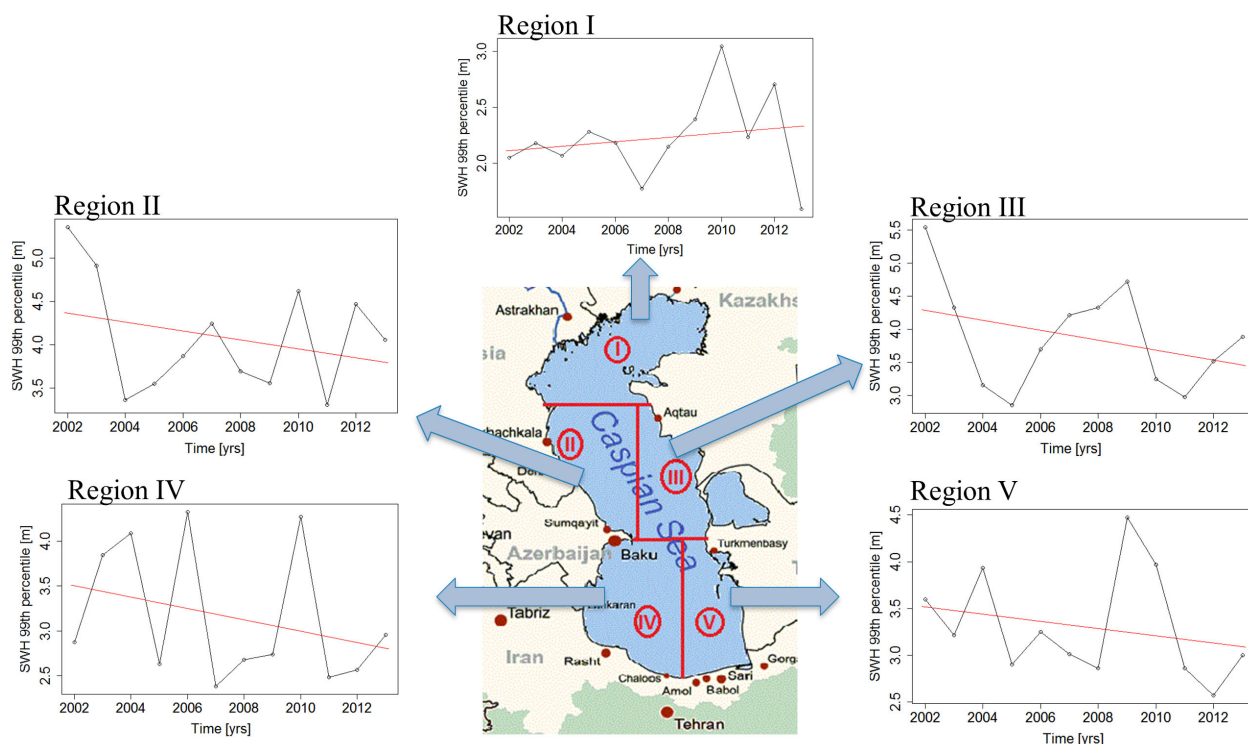 Region I
SWH 99th percentile [m]
3.0
2.5
2.0
2002 2004 2006 2008 2010 2012
Time [yrs]
Region II
SWH 99th percentile [m]
5.0
4.5
4.0
3.5
2002 2004 2006 2008 2010 2012
Time [yrs]
Region III
SWH 99th percentile [m]
5.5
5.0
4.5
4.0
3.5
3.0
2002 2004 2006 2008 2010 2012
Time [yrs]
Kazakhs
Astrakhan
sia
I
Aqtau
hachkala
II
Caspian Sea
III
Sumqayit
van
Azerbaijan
Baku
Turkmenbasy
Tabriz
IV
V
Iran
Rasht
Chaloos
Gorg
Sari
Amol
Babol
Tehran
Region IV
SWH 99th percentile [m]
4.0
3.5
3.0
2.5
2002 2004 2006 2008 2010 2012
Time [yrs]
Region V
SWH 99th percentile [m]
4.5
4.0
3.5
3.0
2.5
2002 2004 2006 2008 2010 2012
Time [yrs]